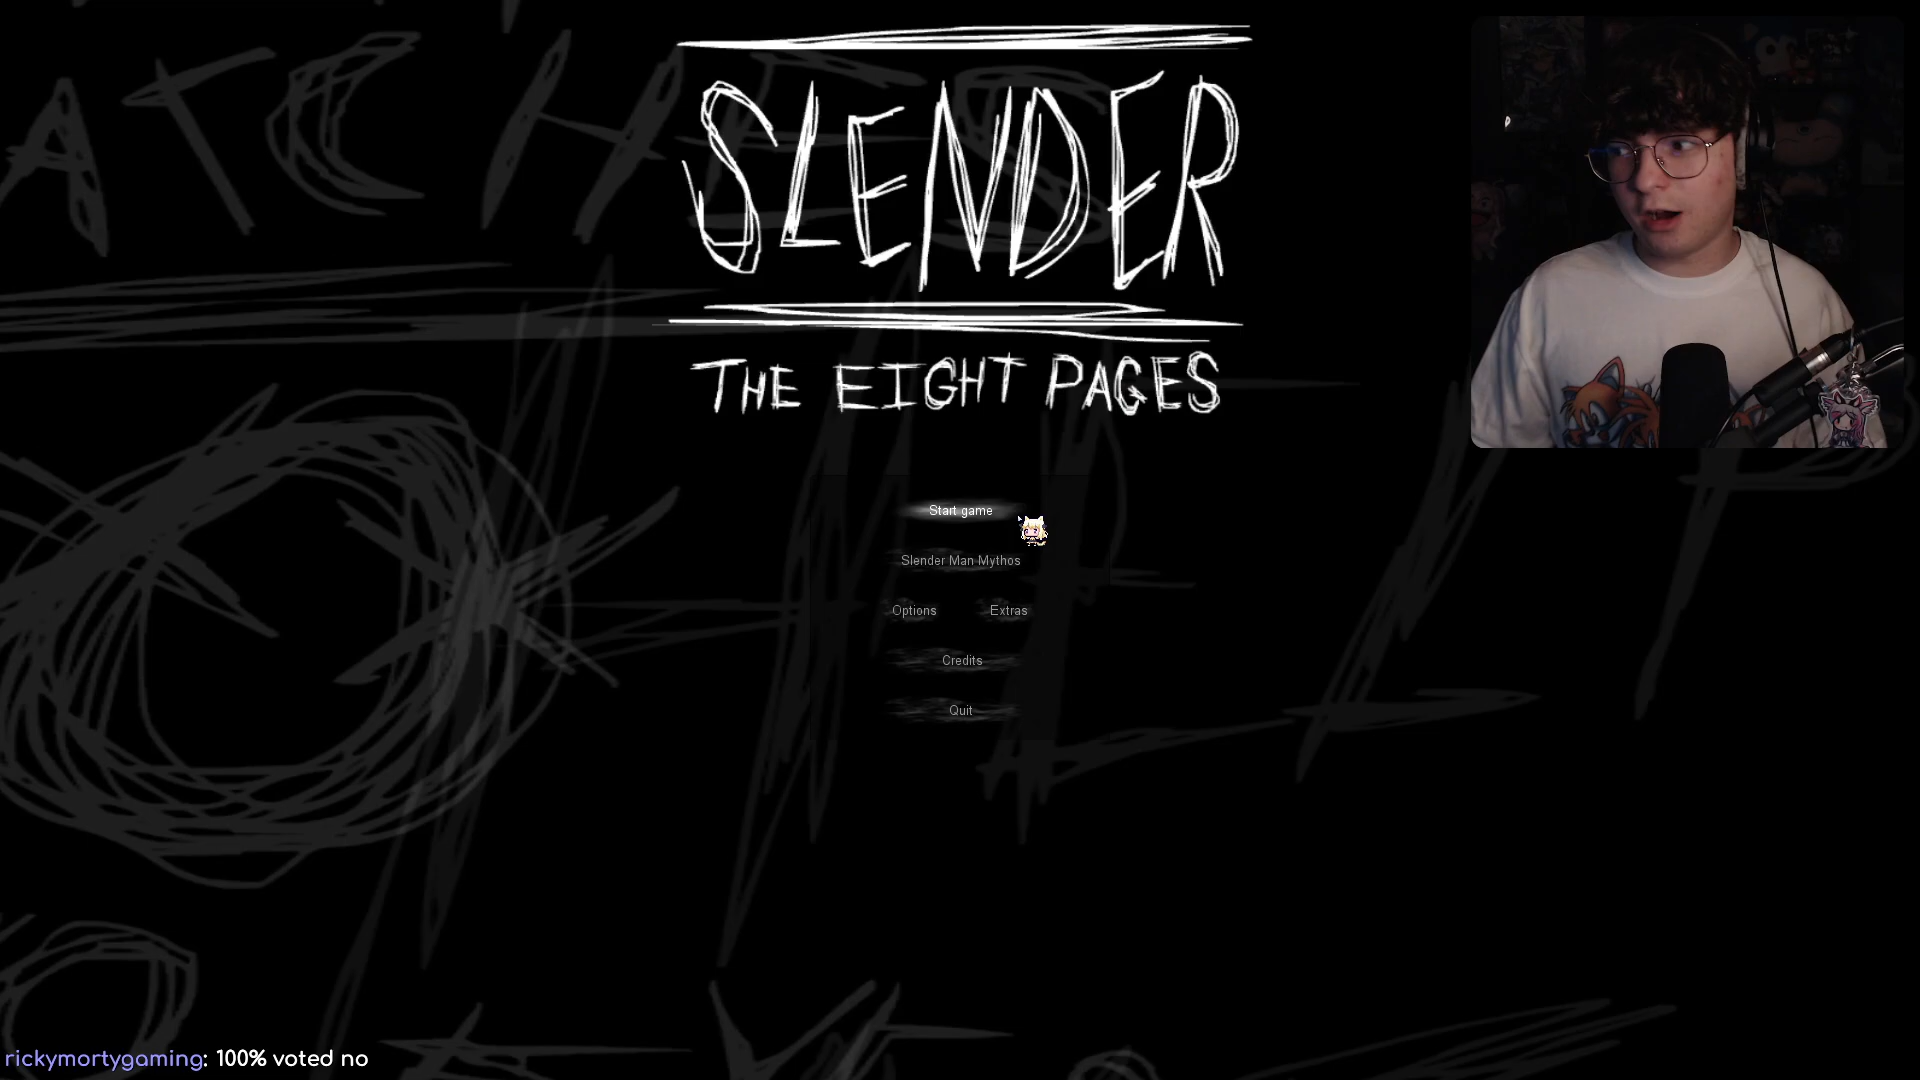 SLENDER
THE EIGHT PAGES
Start game
Slender Man Mythos
Options Extras
Credits
Quit
rickymortygaming: 100% voted no